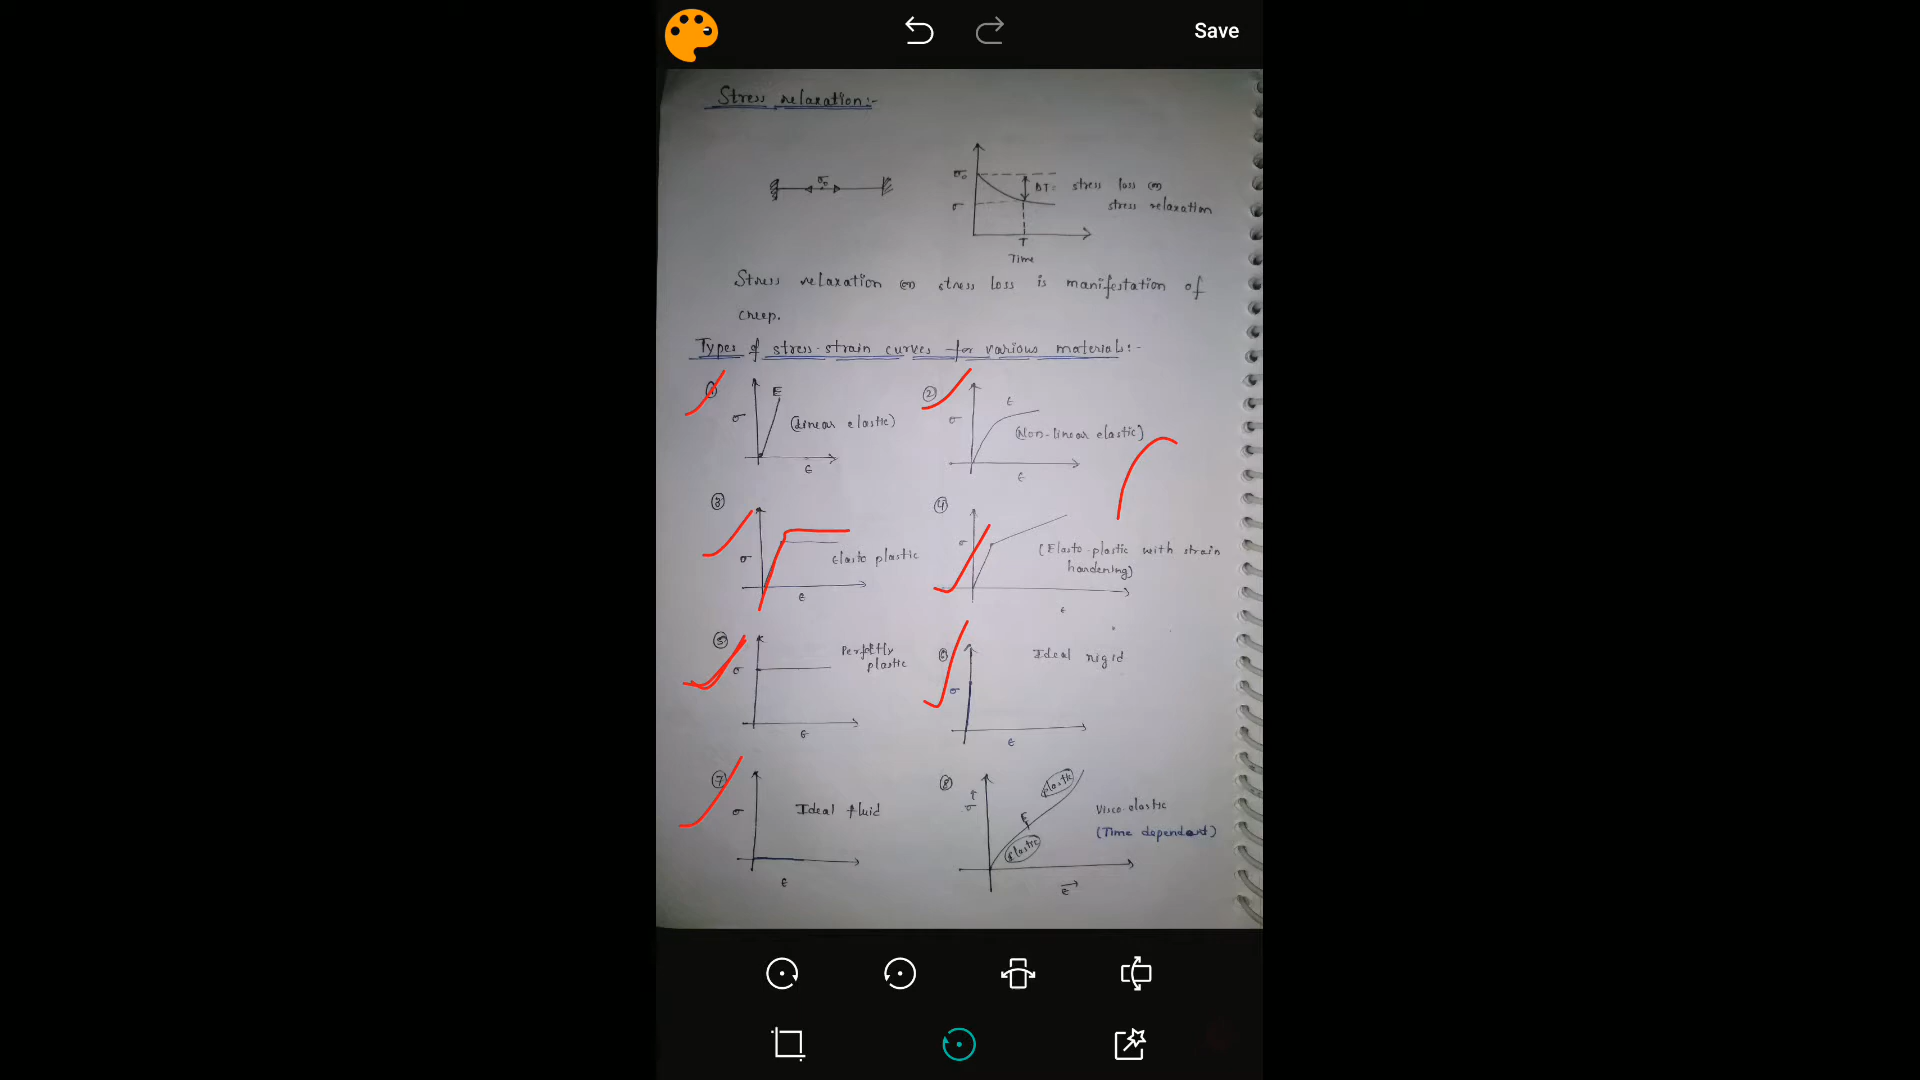 Save
Stress relaxation:-
σ₀
σ₀
σ
ΔT = stress loss or
stress relaxation
T
Time
Stress relaxation or stress loss is manifestation of
creep.
Types of stress-strain curves for various material:-
① E
σ (Linear elastic)
ϵ
② E
σ (Non-linear elastic)
ϵ
③
σ Elasto plastic
ϵ
④
σ (Elasto-plastic with strain
hardening)
ϵ
⑤ Perfectly
plastic
σ
ϵ
⑥ Ideal rigid
σ
ϵ
⑦
σ Ideal fluid
ϵ
⑧ plastic
σ E Visco-elastic
Elastic (Time dependent)
ϵ